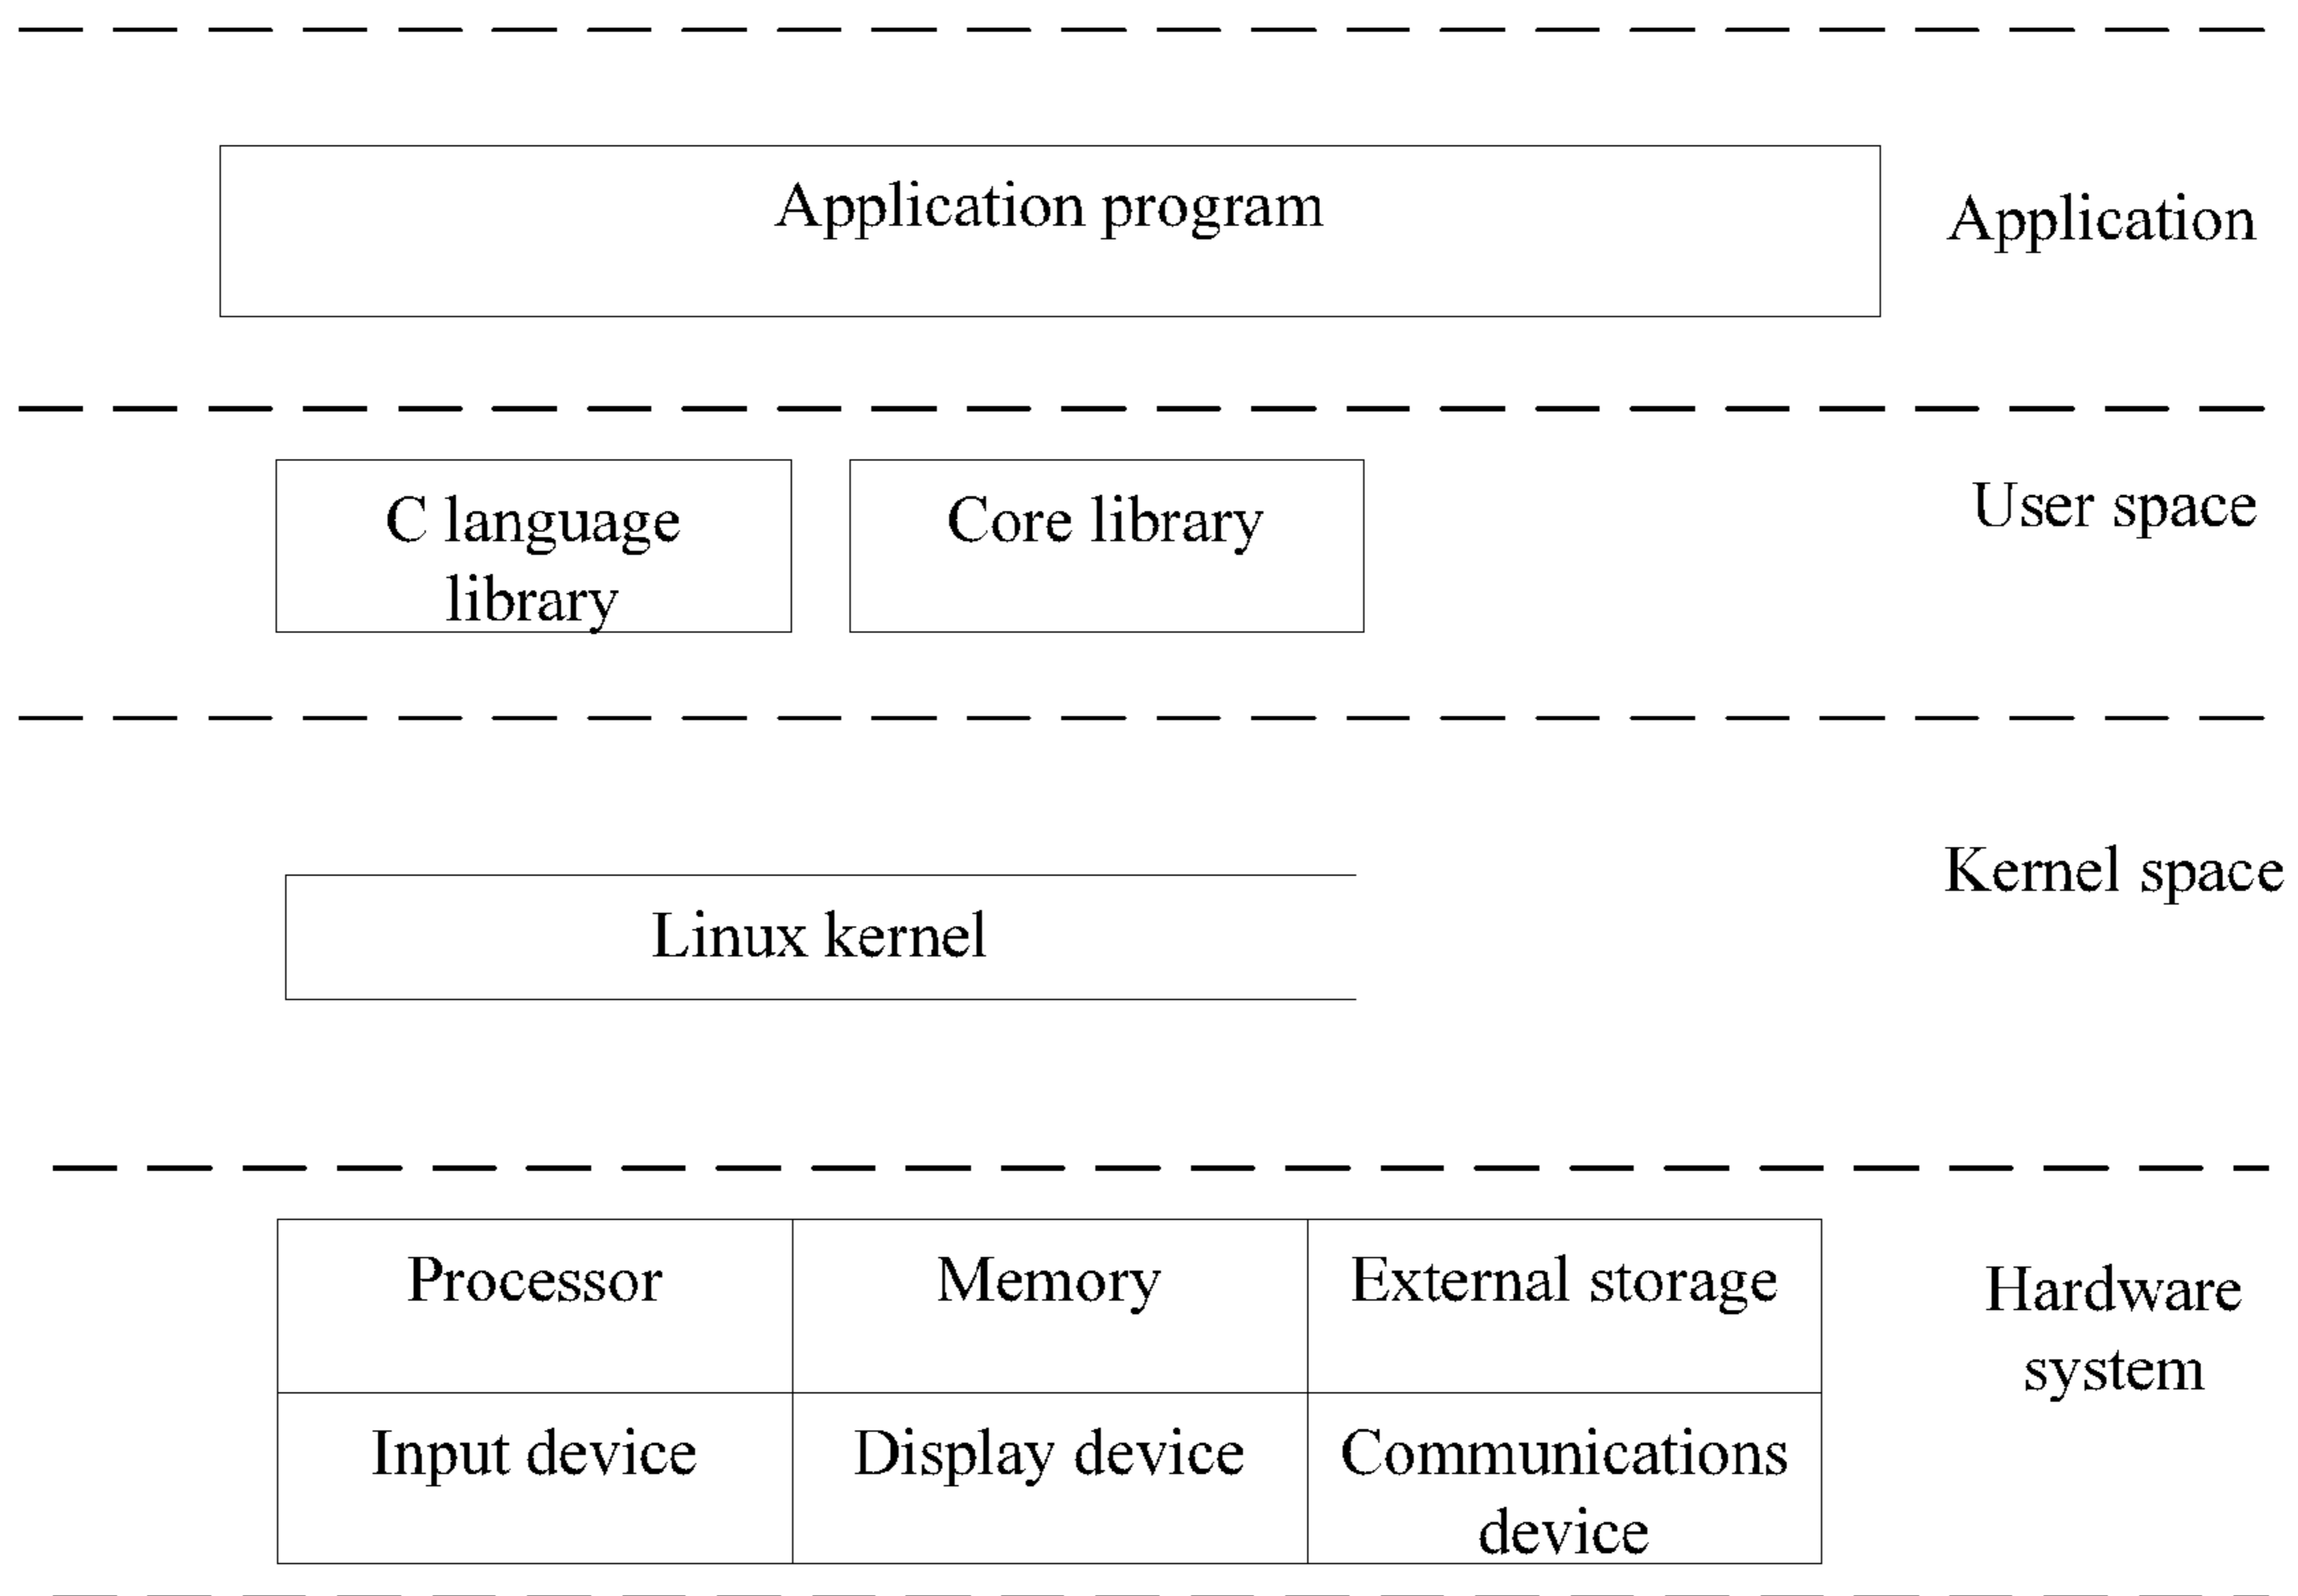 Application program
Application
C language
library
Core library
User space
Kernel space
Linux kernel
Processor
Memory
External storage
Hardware
system
Input device
Display device
Communications
device